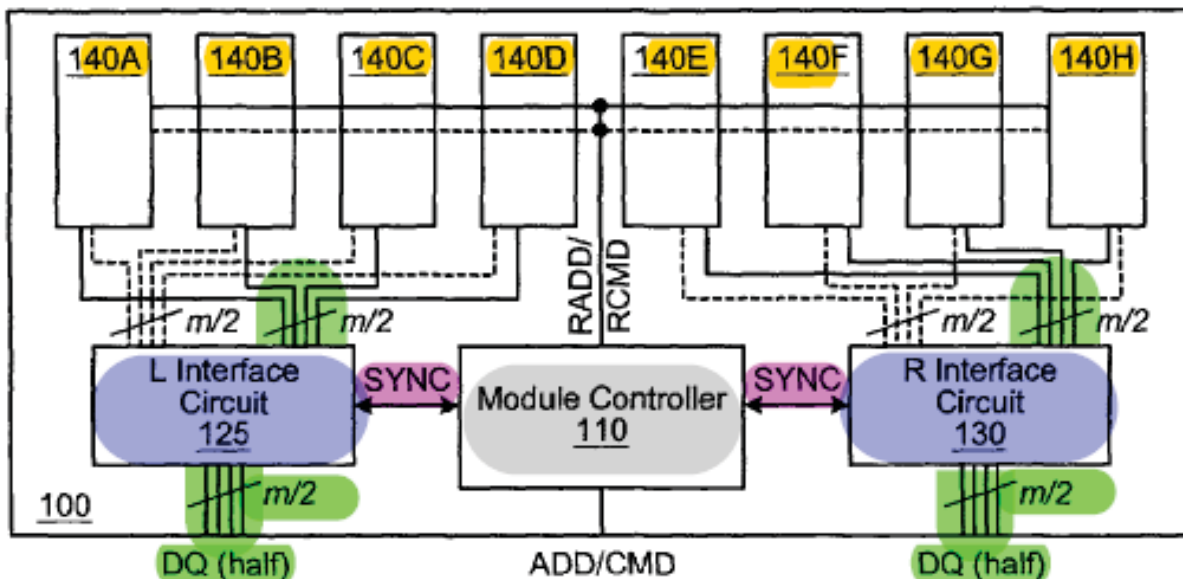 140A 140B 140C 140D 140E 140F 140G 140H
RADD/
RCMD
m/2 m/2 m/2 m/2
L Interface
Circuit
125
SYNC
Module Controller
110
SYNC
R Interface
Circuit
130
100
m/2
m/2
DQ (half) ADD/CMD DQ (half)